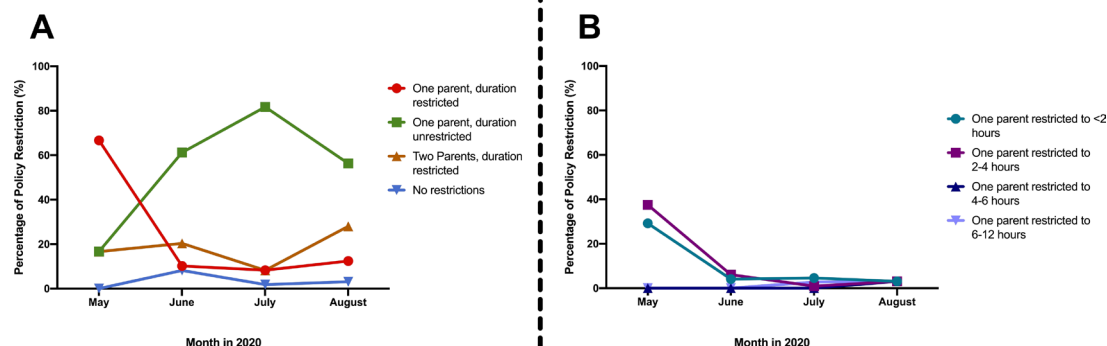 A
Percentage of Policy Restriction (%)
100
80
60
40
20
0
May
June
July
August
Month in 2020
One parent, duration
restricted
One parent, duration
unrestricted
Two Parents, duration
restricted
No restrictions
B
Percentage of Policy Restriction (%)
100
80
60
40
20
0
May
June
July
August
Month in 2020
One parent restricted to <2
hours
One parent restricted to
2-4 hours
One parent restricted to
4-6 hours
One parent restricted to
6-12 hours